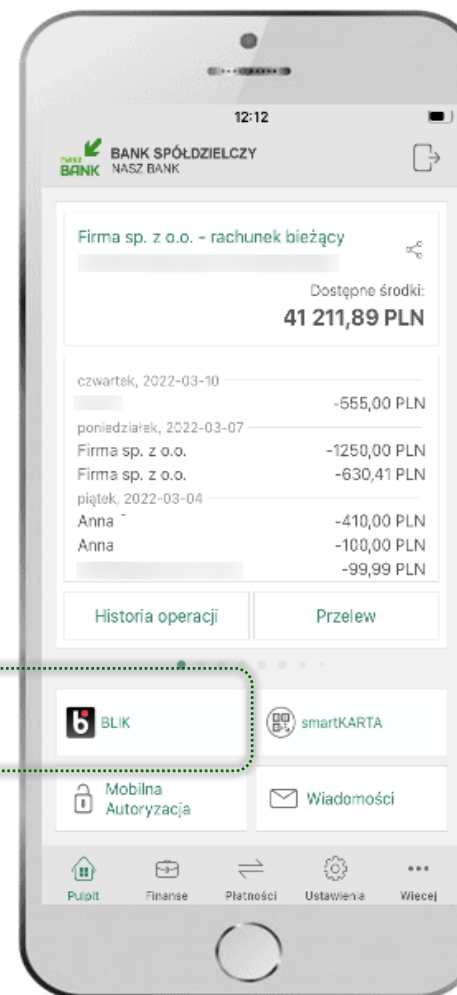 12:12
nasz BANK
BANK SPÓŁDZIELCZY
NASZ BANK
Firma sp. z o.o. – rachunek bieżący
Dostępne środki:
41 211,89 PLN
czwartek, 2022-03-10
-555,00 PLN
poniedziałek, 2022-03-07
Firma sp. z o.o. -1250,00 PLN
Firma sp. z o.o. -630,41 PLN
piątek, 2022-03-04
Anna -410,00 PLN
Anna -100,00 PLN
-99,99 PLN
Historia operacji Przelew
BLIK smartKARTA
Mobilna
Autoryzacja
Wiadomości
Pulpit Finanse Płatności Ustawienia Więcej